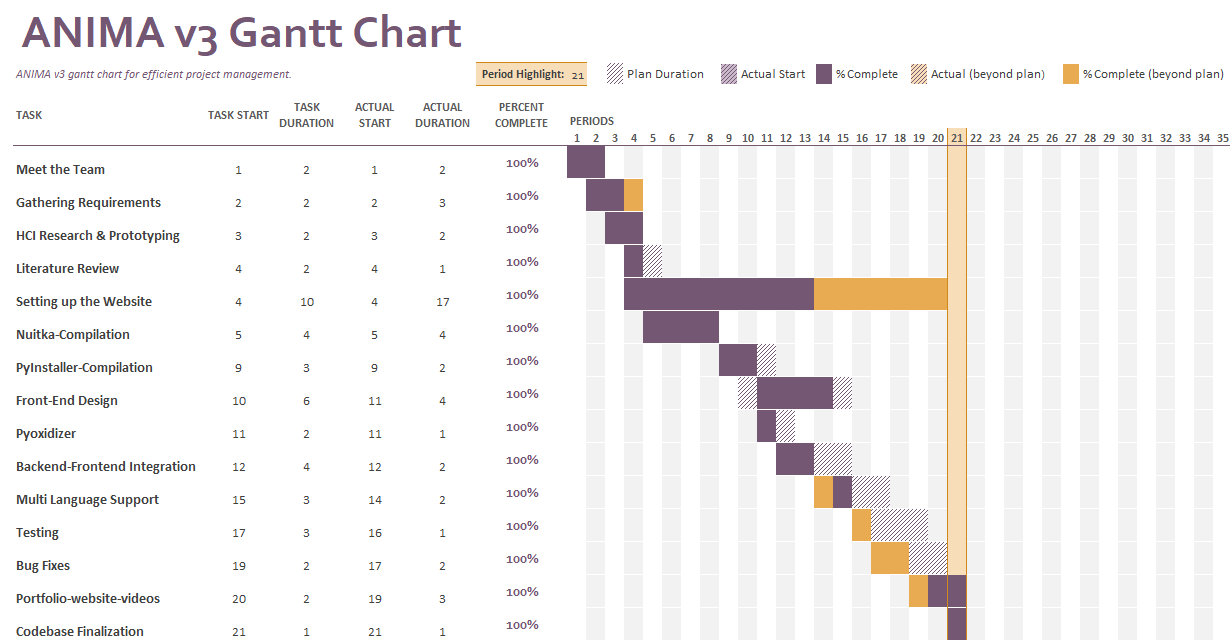 ANIMA v3 Gantt Chart
ANIMA v3 gantt chart for efficient project management.
Period Highlight: 21 Plan Duration Actual Start % Complete Actual (beyond plan) % Complete (beyond plan)
TASK TASK START TASK DURATION ACTUAL START ACTUAL DURATION PERCENT COMPLETE PERIODS
1 2 3 4 5 6 7 8 9 10 11 12 13 14 15 16 17 18 19 20 21 22 23 24 25 26 27 28 29 30 31 32 33 34 35
Meet the Team 1 2 1 2 100%
Gathering Requirements 2 2 2 3 100%
HCI Research & Prototyping 3 2 3 2 100%
Literature Review 4 2 4 1 100%
Setting up the Website 4 10 4 17 100%
Nuitka-Compilation 5 4 5 4 100%
PyInstaller-Compilation 9 3 9 2 100%
Front-End Design 10 6 11 4 100%
Pyoxidizer 11 2 11 1 100%
Backend-Frontend Integration 12 4 12 2 100%
Multi Language Support 15 3 14 2 100%
Testing 17 3 16 1 100%
Bug Fixes 19 2 17 2 100%
Portfolio-website-videos 20 2 19 3 100%
Codebase Finalization 21 1 21 1 100%